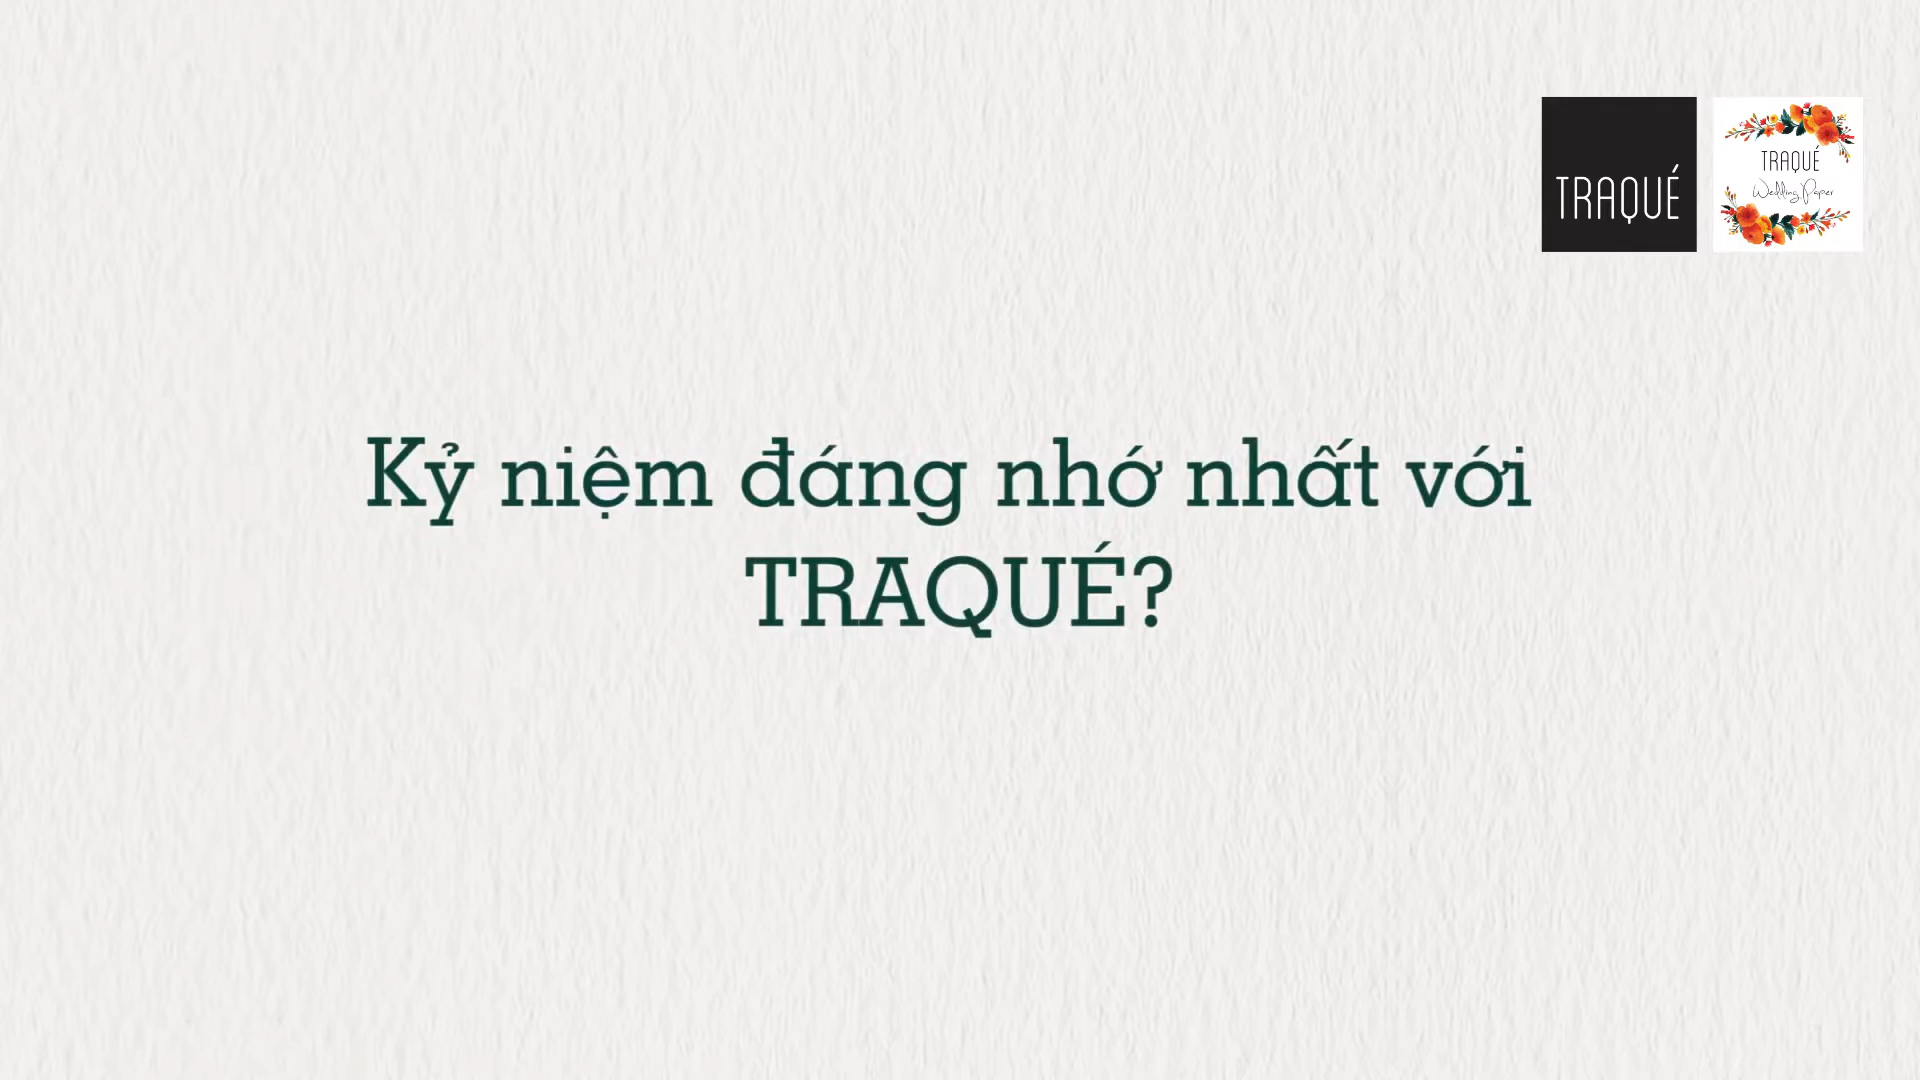 TRAQUÉ
TRAQUÉ
Wedding Paper
Kỷ niệm đáng nhớ nhất với
TRAQUÉ?